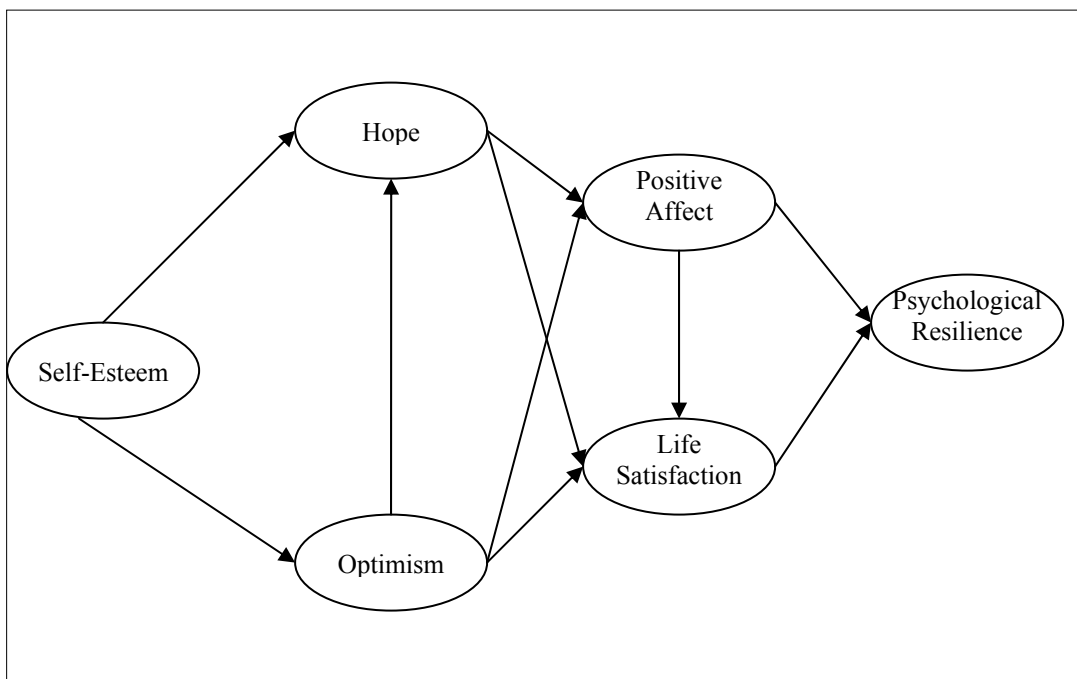 Hope
Positive
Affect
Psychological
Resilience
Self-Esteem
Life
Satisfaction
Optimism